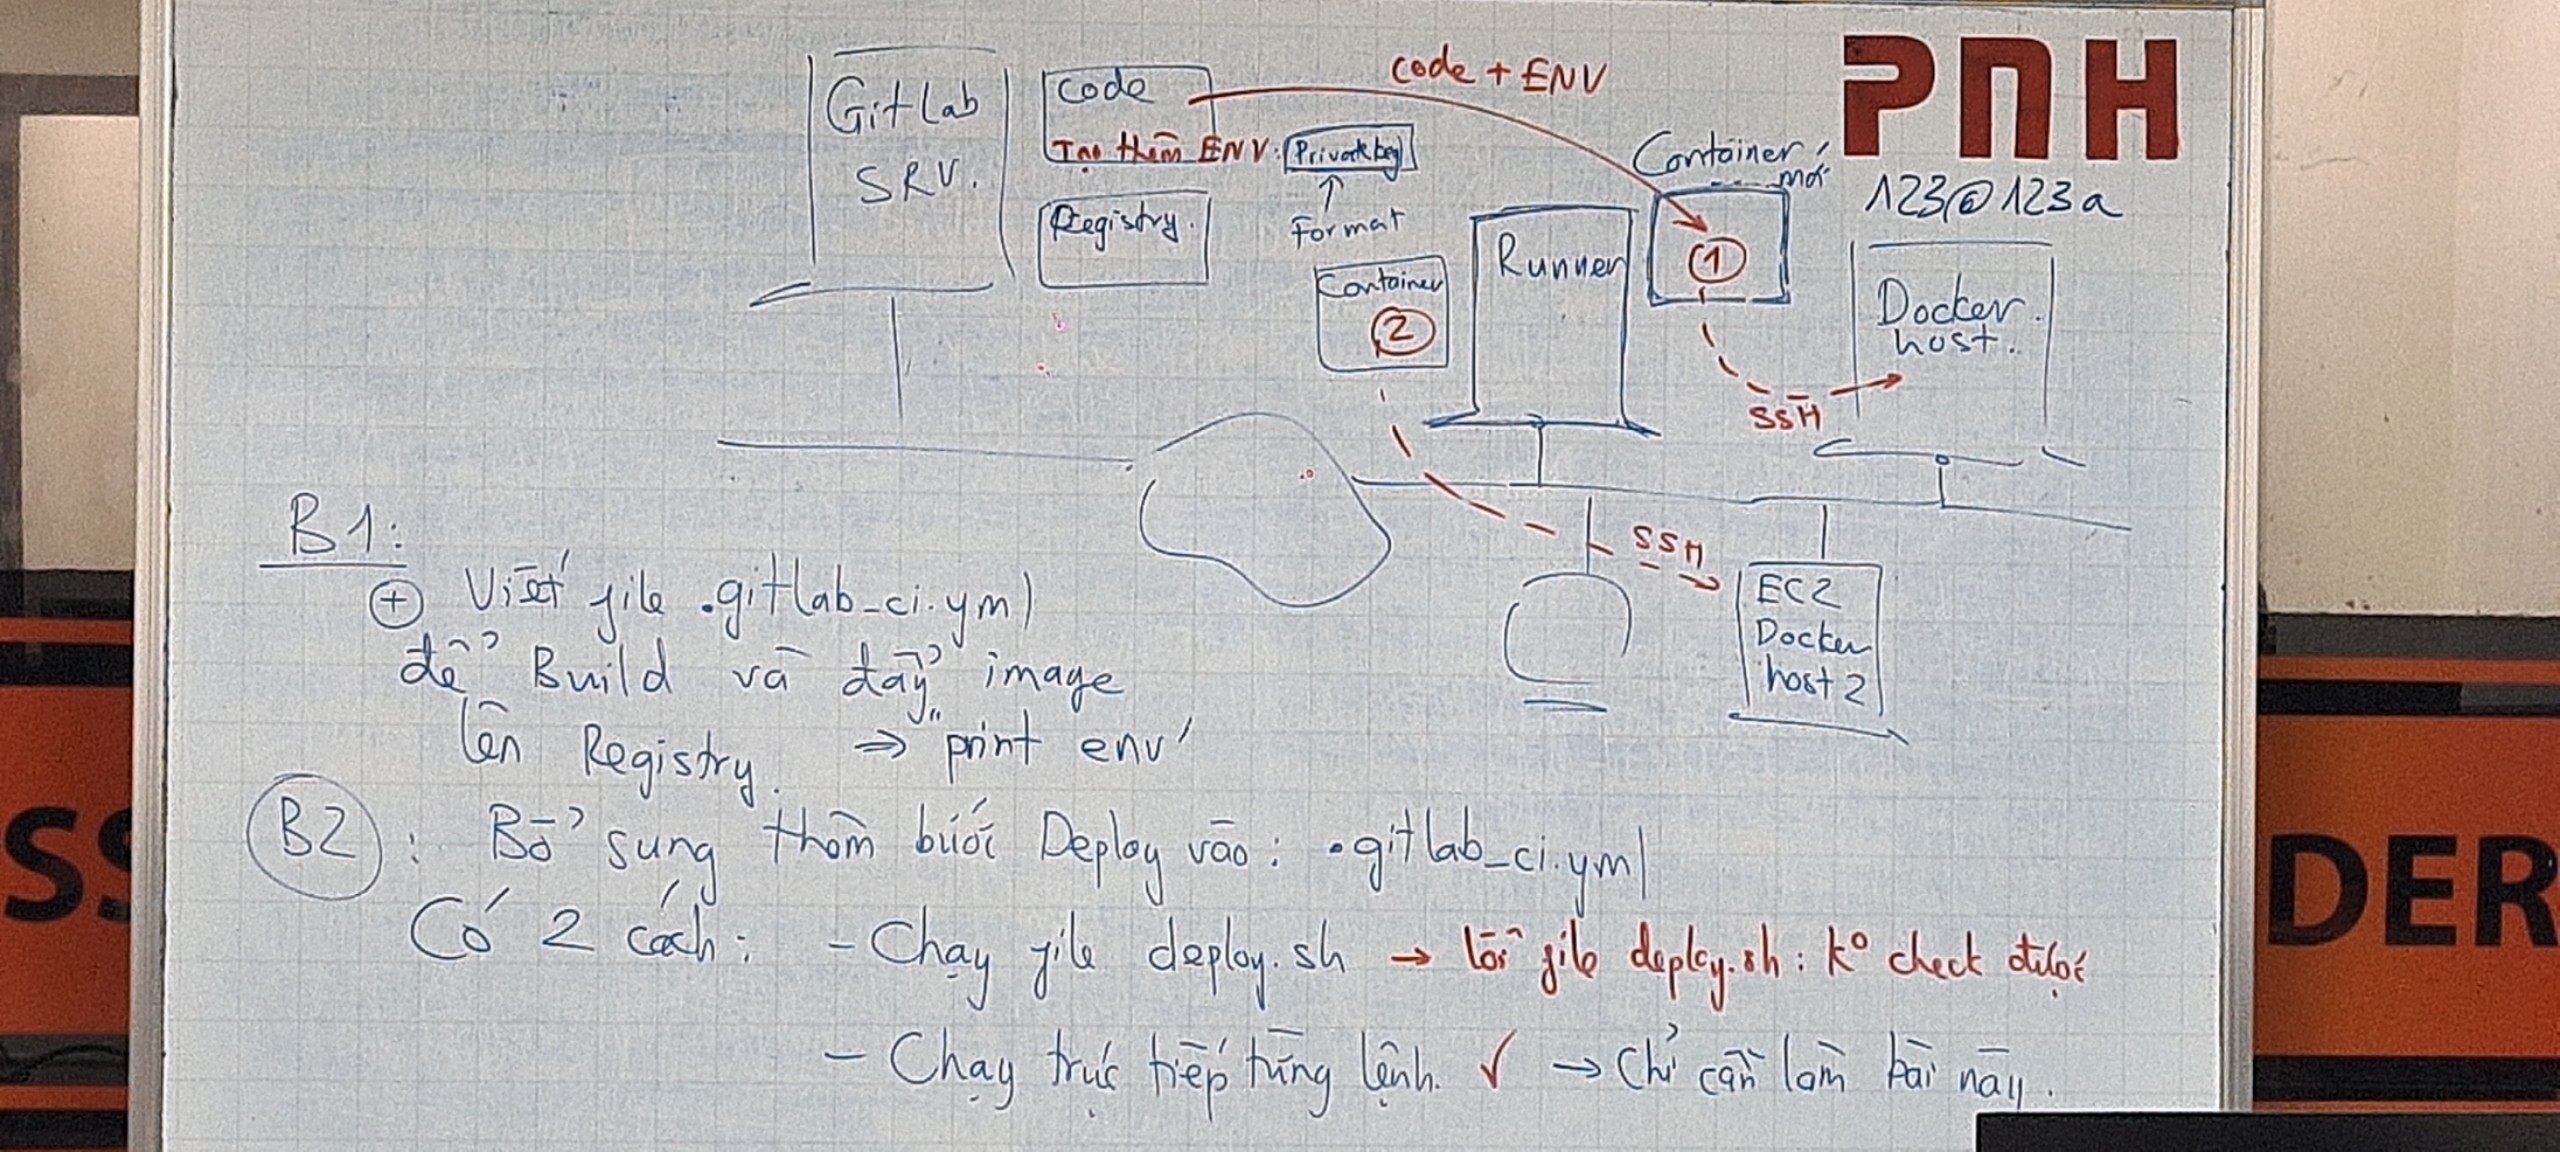 PNH
123@123a
GitLab
SRV.
code
Tạo thêm ENV: Private key
Format
Registry.
code + ENV
Container mới
1
Runner
Container
2
Docker
host.
SSH
SSH
EC2
Docker
host 2
B1:
+ Viết file .gitlab_ci.yml
để Build và đẩy image
lên Registry. ⇒ "print env"
B2: Bổ sung thêm bước Deploy vào: .gitlab_ci.yml
Có 2 cách: - Chạy file deploy.sh → lỗi file deploy.sh: k° check được
- Chạy trực tiếp từng lệnh. ✓ → Chỉ cần làm bài này.
SS
DER